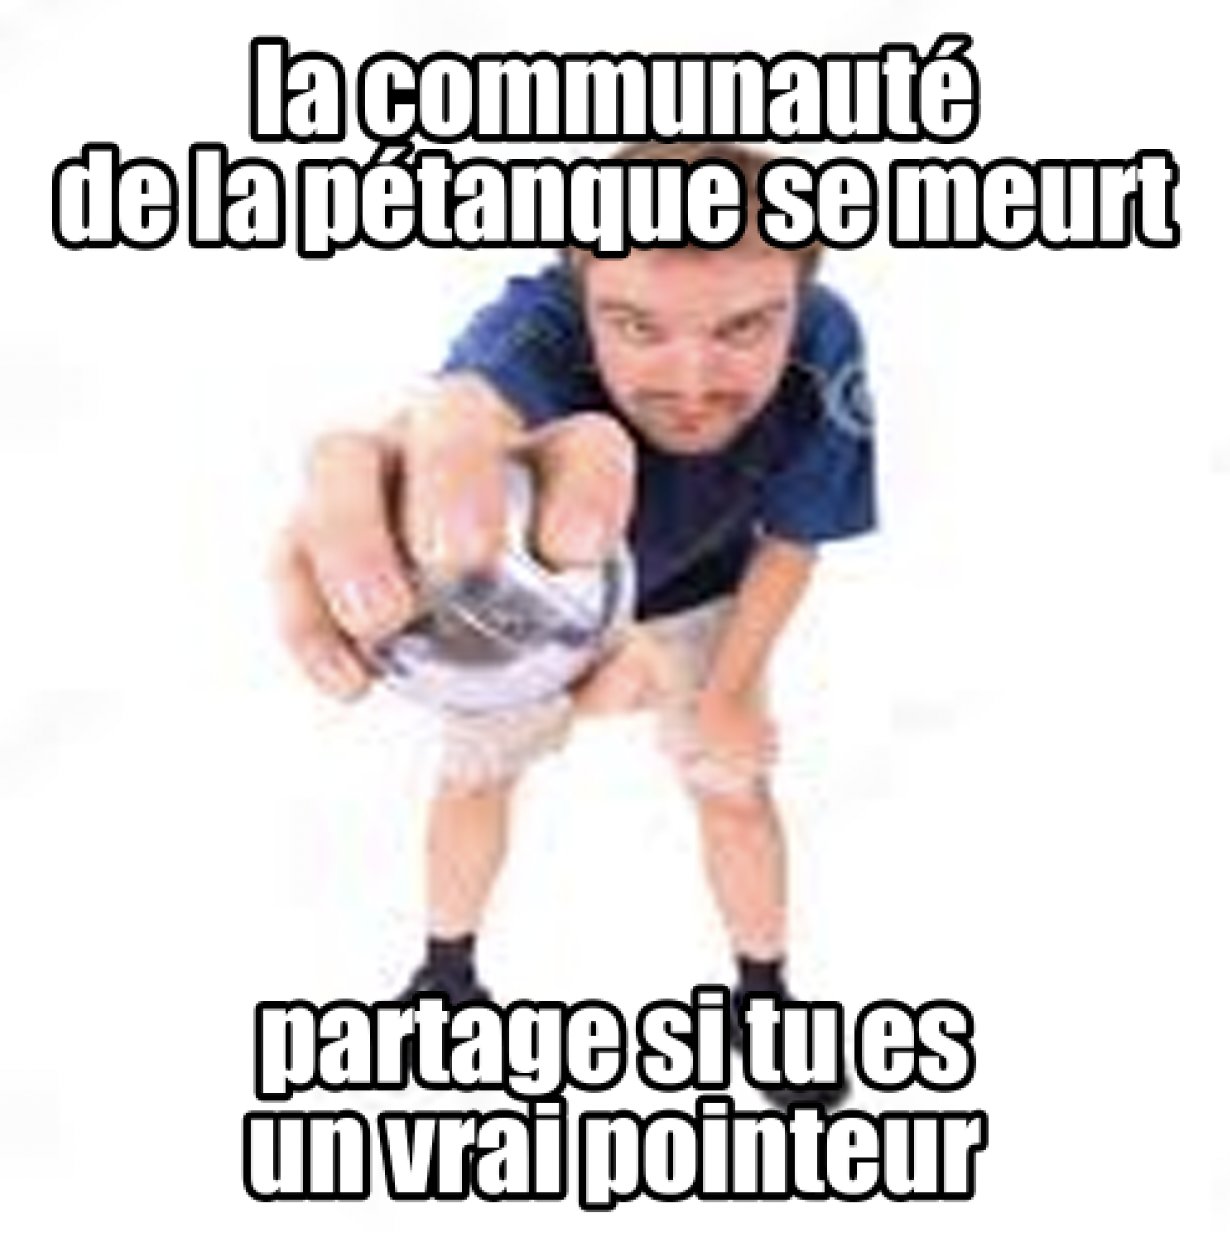 la communauté
de la pétanque se meurt
partage si tu es
un vrai pointeur